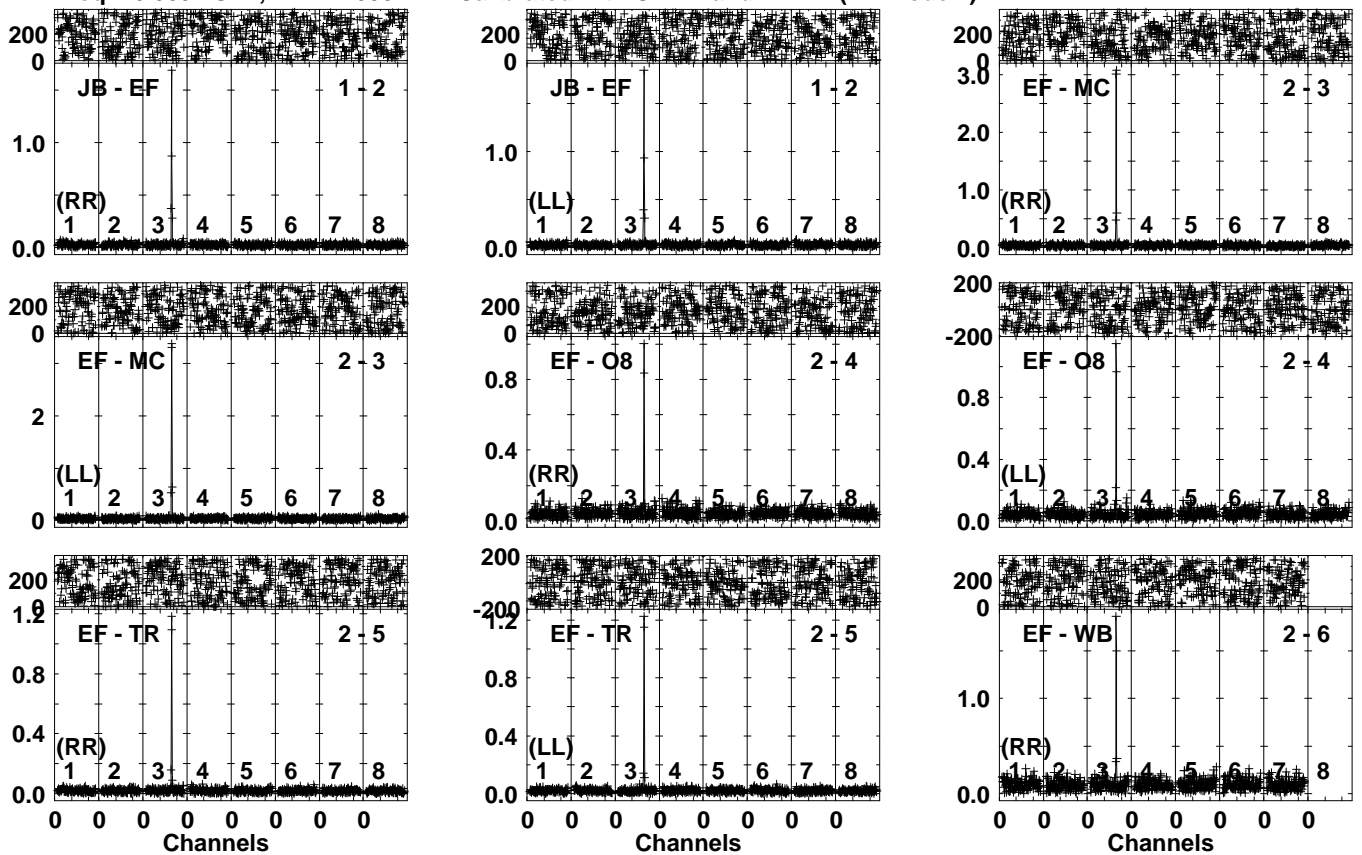 200
0
JB - EF 1 - 2
1.0
(RR)
1 2 3 4 5 6 7 8
0.0
JB - EF 1 - 2
1.0
(LL)
1 2 3 4 5 6 7 8
0.0
200
0
3.0
EF - MC 2 - 3
2.0
1.0
(RR)
1 2 3 4 5 6 7 8
0.0
200
0
EF - MC 2 - 3
2
(LL)
1 2 3 4 5 6 7 8
0
200
0
EF - O8 2 - 4
0.8
0.4
(RR)
1 2 3 4 5 6 7 8
0.0
200
-200
EF - O8 2 - 4
0.8
0.4
(LL)
1 2 3 4 5 6 7 8
0.0
200
0
1.2
EF - TR 2 - 5
0.8
0.4
(RR)
1 2 3 4 5 6 7 8
0.0
0 0 0 0 0 0 0 0
Channels
200
-200
1.2
EF - TR 2 - 5
0.8
0.4
(LL)
1 2 3 4 5 6 7 8
0.0
0 0 0 0 0 0 0 0
Channels
200
0
EF - WB 2 - 6
1.0
(RR)
1 2 3 4 5 6 7 8
0.0
0 0 0 0 0 0 0 0
Channels